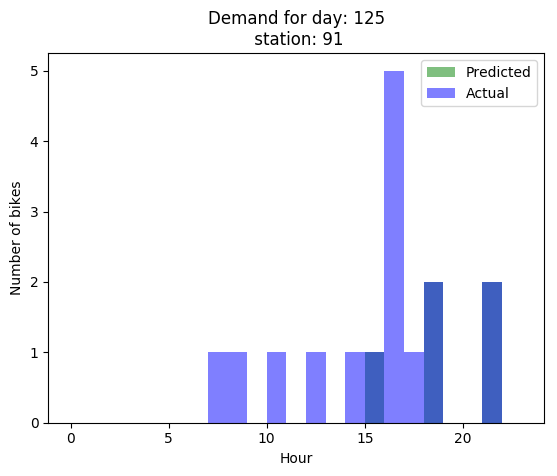 Demand for day: 125
station: 91
Predicted
Actual
Number of bikes
5
4
3
2
1
0
0
5
10
15
20
Hour